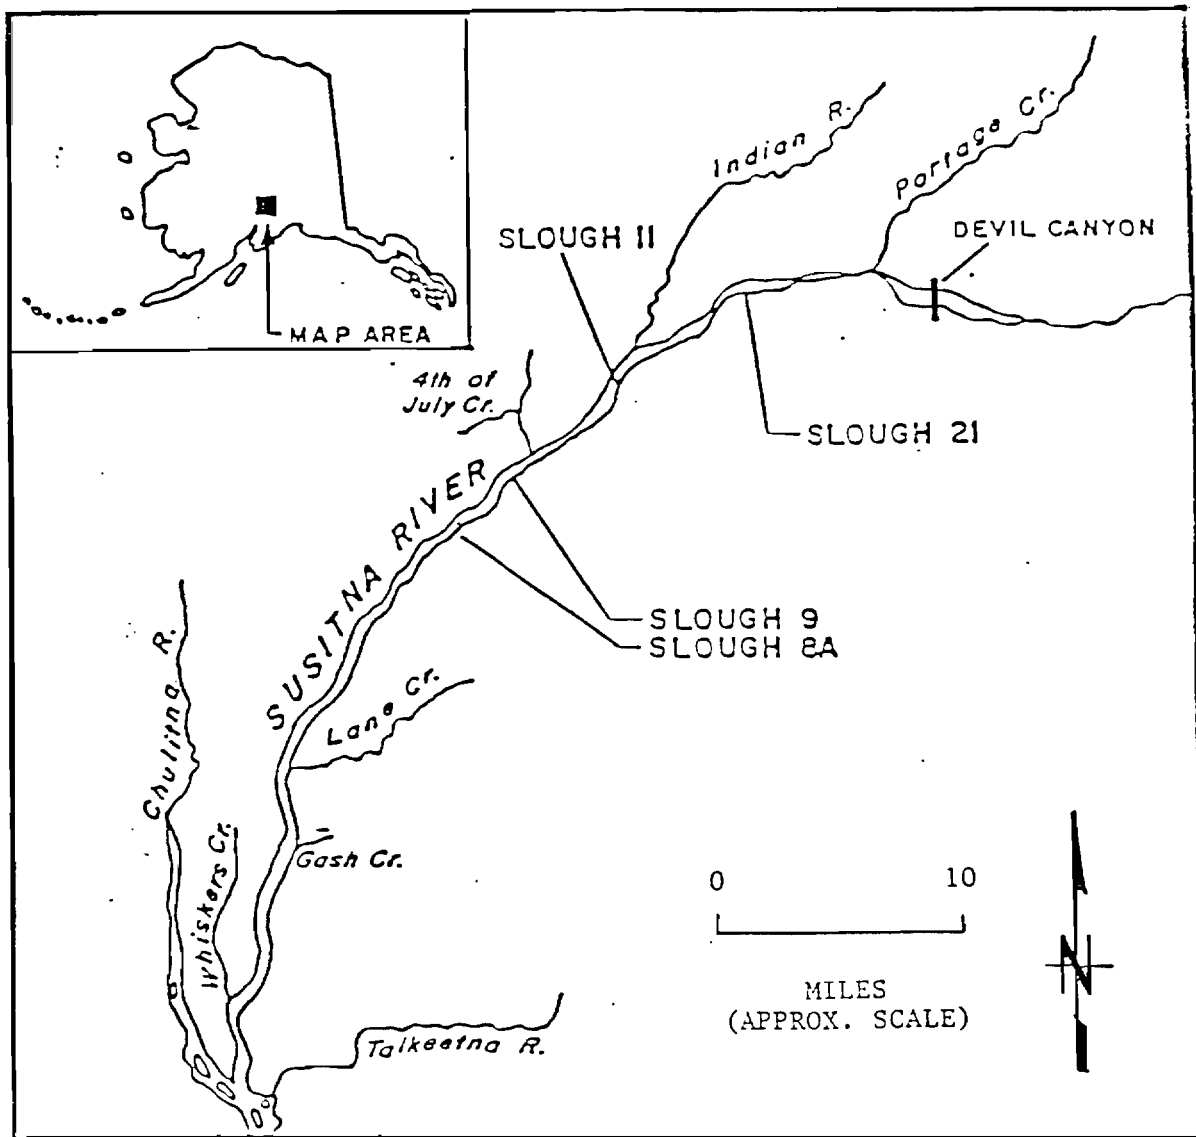 MAP AREA
Indian R.
Portage Cr.
SLOUGH 11
DEVIL CANYON
4th of
July Cr.
SLOUGH 21
SUSITNA RIVER
SLOUGH 9
SLOUGH 8A
Chulitna R.
Lane Cr.
Whiskers Cr.
Gash Cr.
0 10
MILES
(APPROX. SCALE)
N
Talkeetna R.